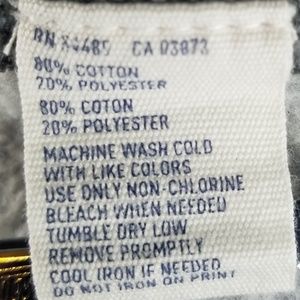 CA 03873
80% COTTON
20% POLYESTER
80% COTON
20% POLYESTER
MACHINE WASH COLD
WITH LIKE COLORS
USE ONLY NON-CHLORINE
BLEACH WHEN NEEDED
TUMBLE DRY LOW
REMOVE PROMPTLY
COOL IRON IF NEEDED
DO NOT IRON ON PRINT